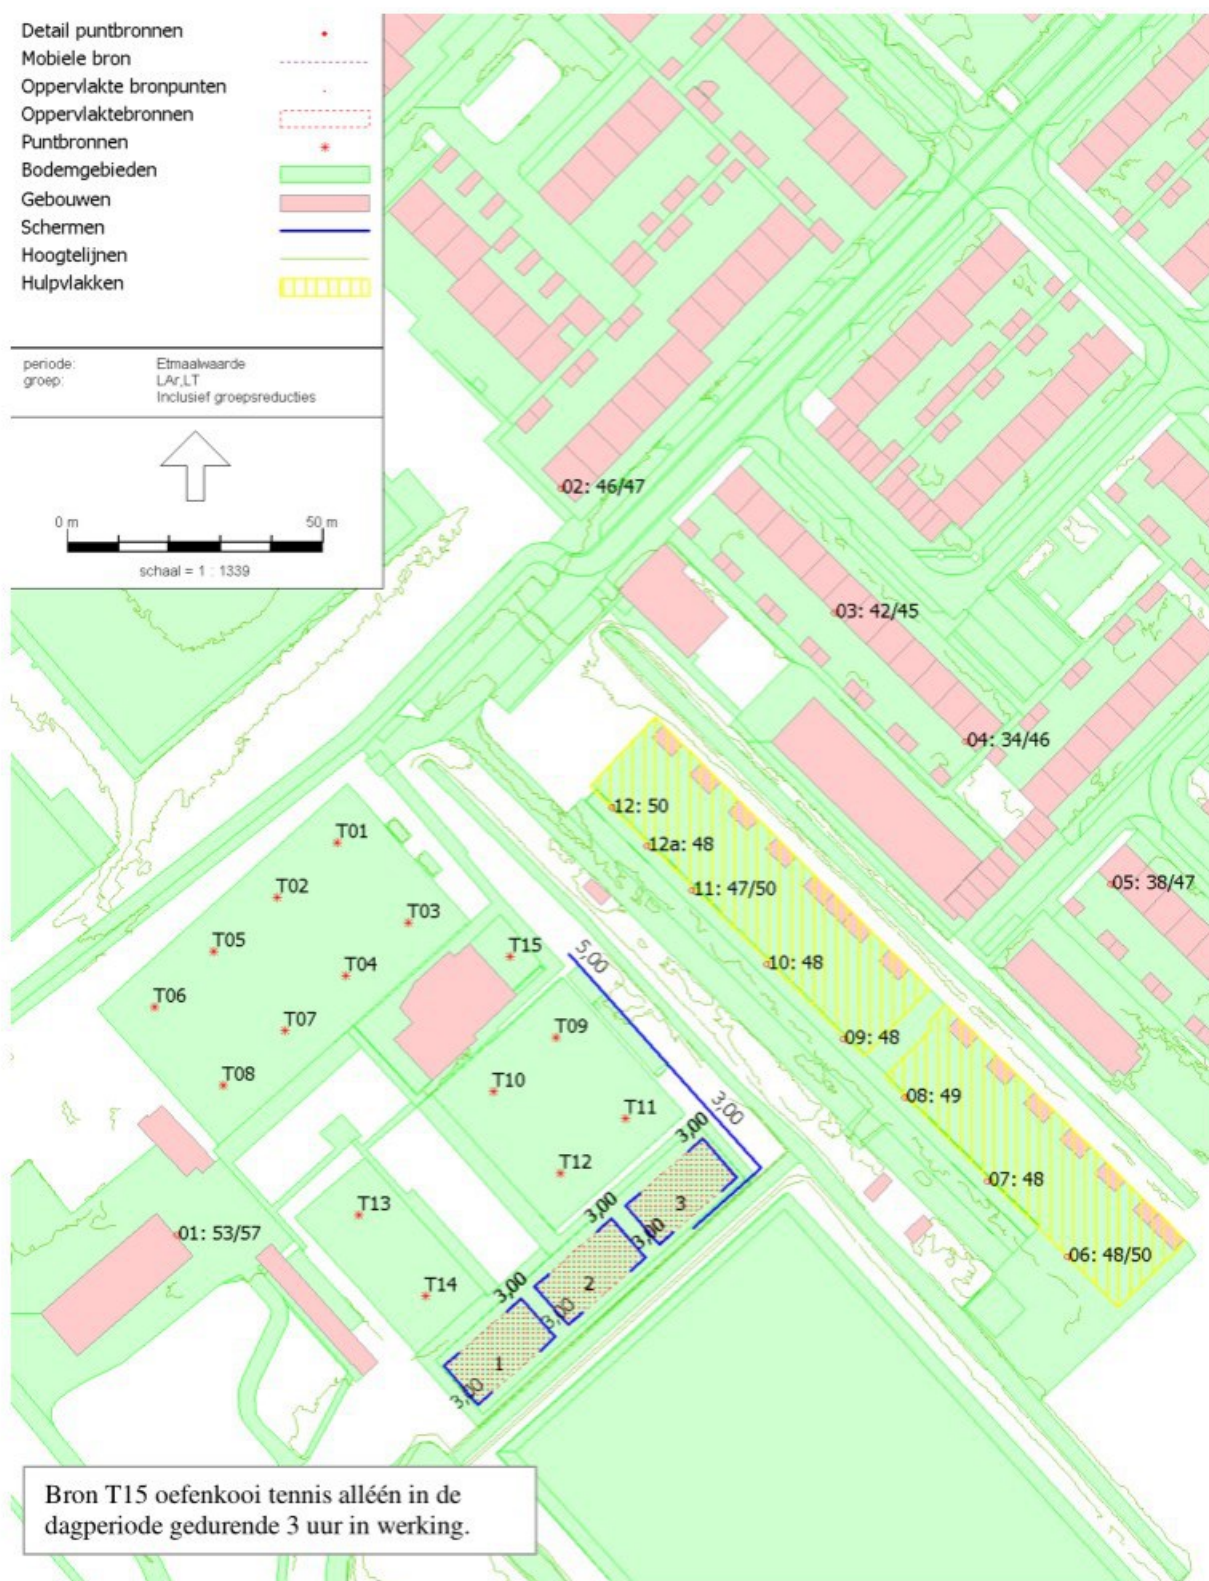 Detail puntbronnen
Mobiele bron
Oppervlakte bronpunten
Oppervlaktebronnen
Puntbronnen
Bodemgebieden
Gebouwen
Schermen
Hoogtelijnen
Hulpvlakken
periode: Etmaalwaarde
groep: LAr,LT
Inclusief groepsreducties
0 m 50 m
schaal = 1 : 1339
02: 46/47
03: 42/45
04: 34/46
05: 38/47
12: 50
12a: 48
11: 47/50
10: 48
09: 48
08: 49
07: 48
06: 48/50
T01
T02
T03
T05
T04
T15
T06
T07
T08
5,00
T09
T10
T11
T12
3,00
3,00
3
3,00
3,00
2
3,00
3,00
1
3,00
T13
T14
01: 53/57
Bron T15 oefenkooi tennis alléén in de
dagperiode gedurende 3 uur in werking.